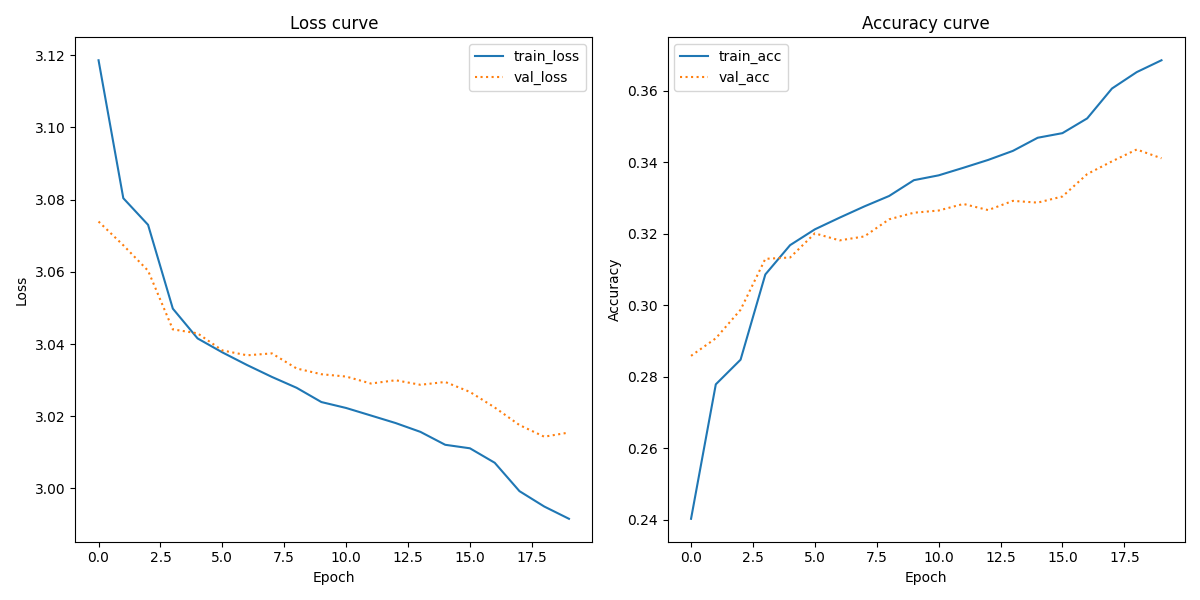 Loss curve
train_loss
val_loss
3.12
3.10
3.08
3.06
3.04
3.02
3.00
Loss
0.0 2.5 5.0 7.5 10.0 12.5 15.0 17.5
Epoch
Accuracy curve
train_acc
val_acc
0.36
0.34
0.32
0.30
0.28
0.26
0.24
Accuracy
0.0 2.5 5.0 7.5 10.0 12.5 15.0 17.5
Epoch